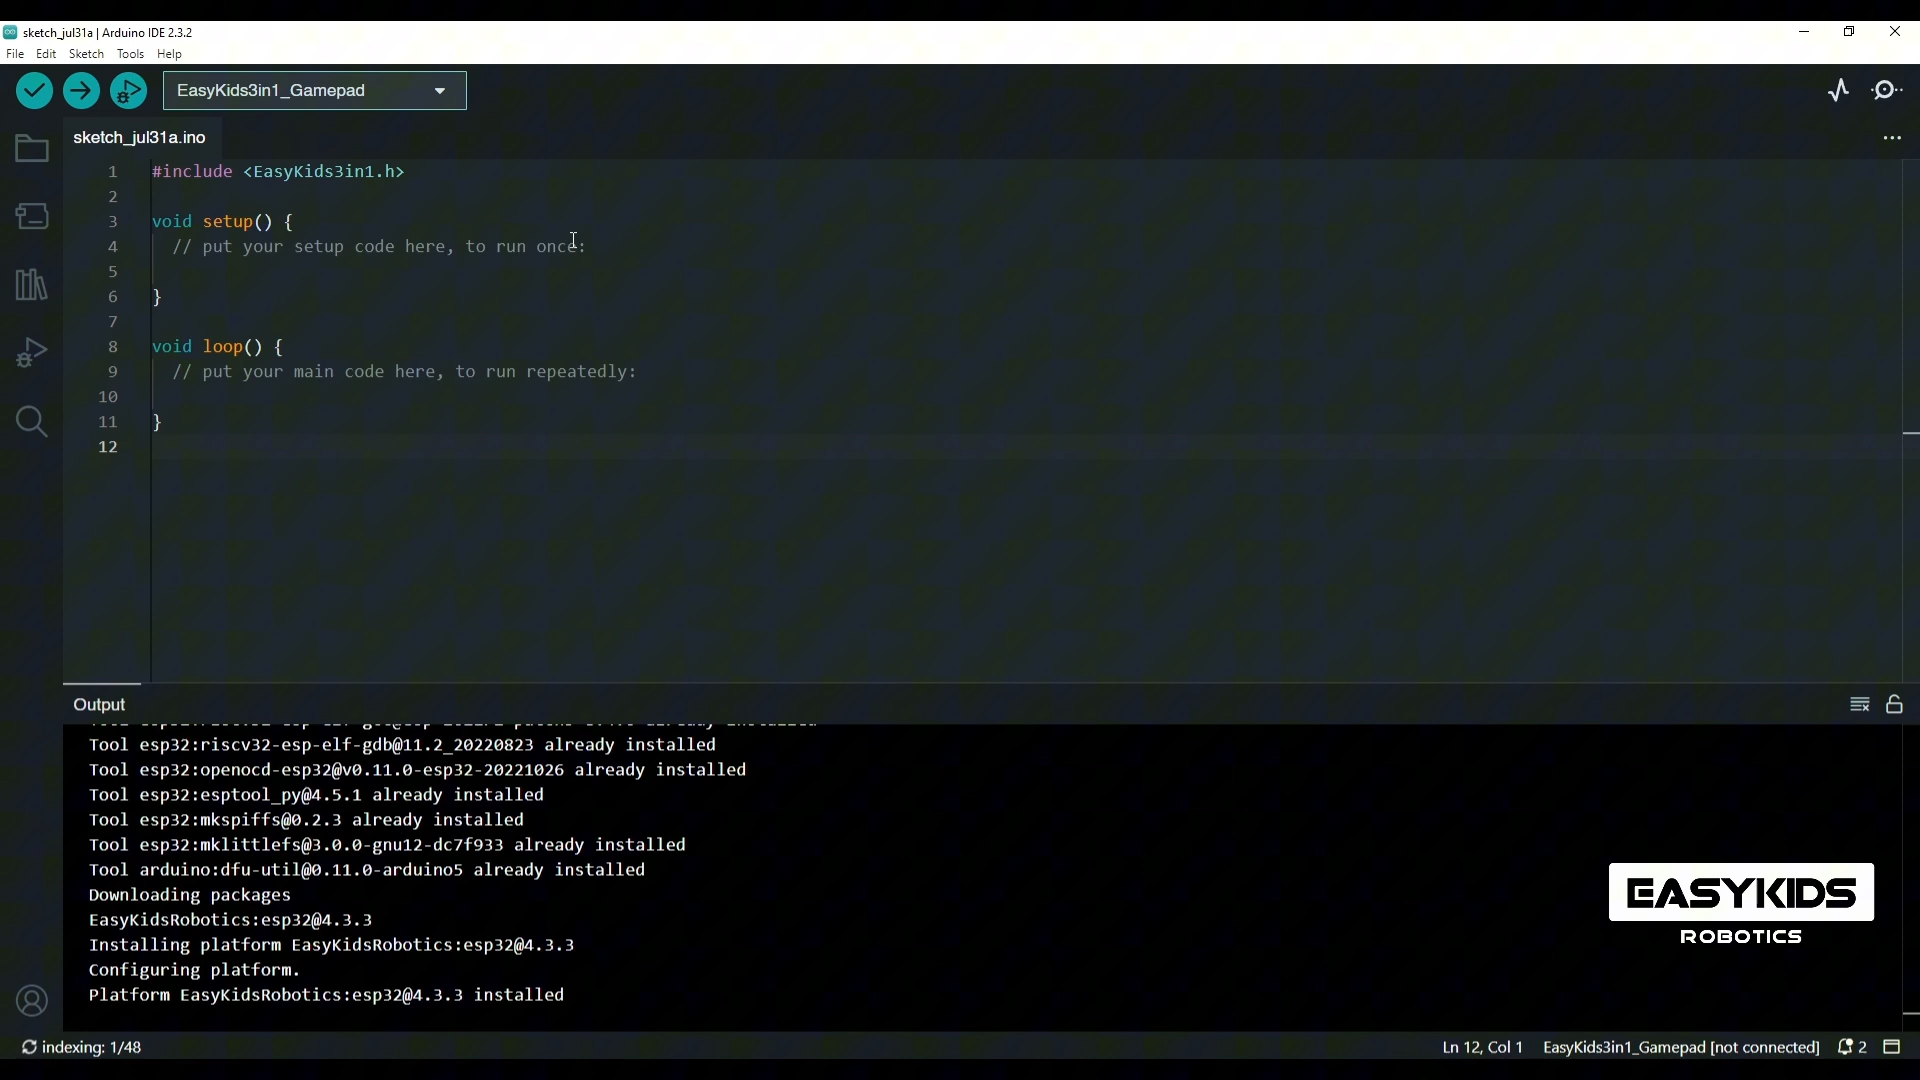 sketch_jul31a | Arduino IDE 2.3.2
File Edit Sketch Tools Help
EasyKids3in1_Gamepad
sketch_jul31a.ino
1 #include <EasyKids3in1.h>
2
3 void setup() {
4 // put your setup code here, to run once:
5
6 }
7
8 void loop() {
9 // put your main code here, to run repeatedly:
10
11 }
12
Output
Tool esp32:riscv32-esp-elf-gdb@11.2_20220823 already installed
Tool esp32:openocd-esp32@v0.11.0-esp32-20221026 already installed
Tool esp32:esptool_py@4.5.1 already installed
Tool esp32:mkspiffs@0.2.3 already installed
Tool esp32:mklittlefs@3.0.0-gnu12-dc7f933 already installed
Tool arduino:dfu-util@0.11.0-arduino5 already installed
Downloading packages
EasyKidsRobotics:esp32@4.3.3
Installing platform EasyKidsRobotics:esp32@4.3.3
Configuring platform.
Platform EasyKidsRobotics:esp32@4.3.3 installed
EASYKIDS
ROBOTICS
indexing: 1/48
Ln 12, Col 1 EasyKids3in1_Gamepad [not connected] 2